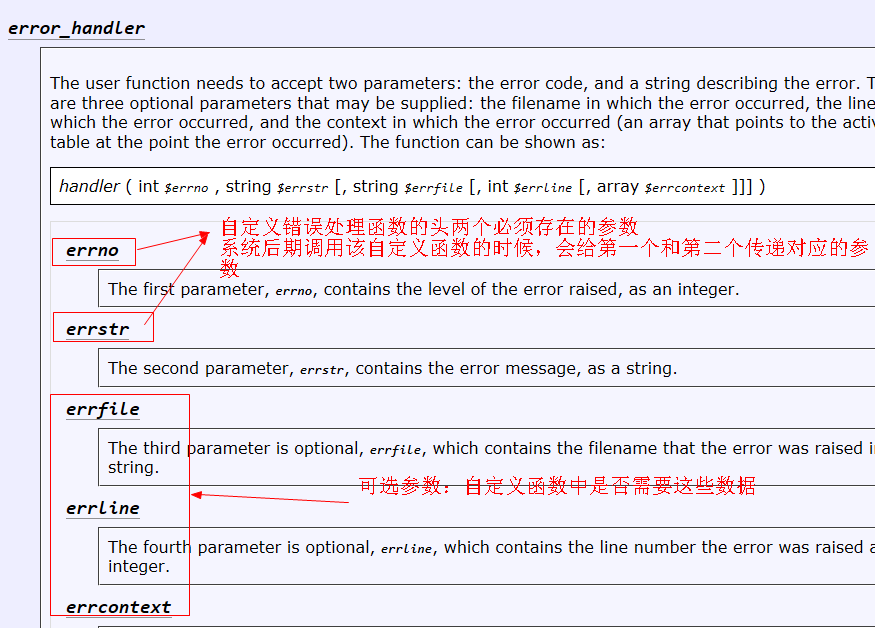 error_handler
The user function needs to accept two parameters: the error code, and a string describing the error. T
are three optional parameters that may be supplied: the filename in which the error occurred, the line
which the error occurred, and the context in which the error occurred (an array that points to the activ
table at the point the error occurred). The function can be shown as:
handler ( int $errno , string $errstr [, string $errfile [, int $errline [, array $errcontext ]]] )
自定义错误处理函数的头两个必须存在的参数
系统后期调用该自定义函数的时候，会给第一个和第二个传递对应的参
数
errno
The first parameter, errno, contains the level of the error raised, as an integer.
errstr
The second parameter, errstr, contains the error message, as a string.
errfile
The third parameter is optional, errfile, which contains the filename that the error was raised i
string.
可选参数：自定义函数中是否需要这些数据
errline
The fourth parameter is optional, errline, which contains the line number the error was raised a
integer.
errcontext